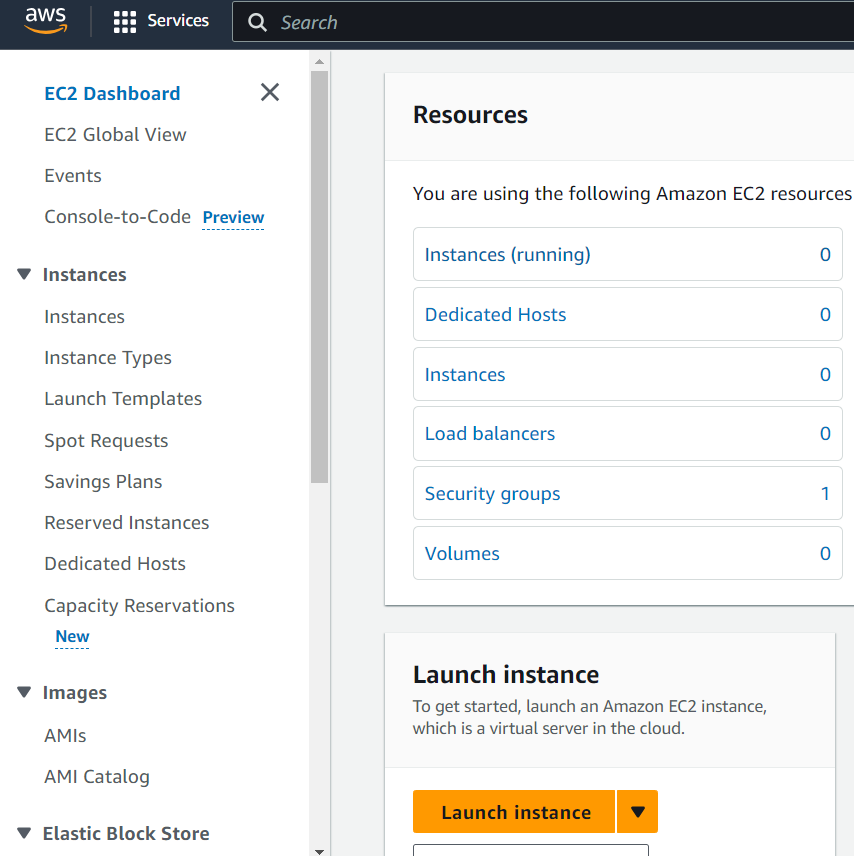 aws
Services
Search
EC2 Dashboard
EC2 Global View
Events
Console-to-Code Preview
Instances
Instances
Instance Types
Launch Templates
Spot Requests
Savings Plans
Reserved Instances
Dedicated Hosts
Capacity Reservations
New
Images
AMIs
AMI Catalog
Elastic Block Store
Resources
You are using the following Amazon EC2 resources
Instances (running) 0
Dedicated Hosts 0
Instances 0
Load balancers 0
Security groups 1
Volumes 0
Launch instance
To get started, launch an Amazon EC2 instance,
which is a virtual server in the cloud.
Launch instance